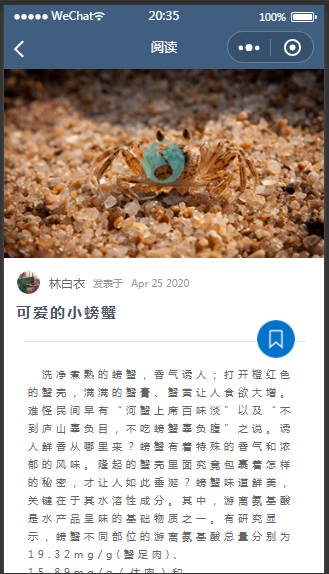 WeChat 20:35 100%
阅读
林白衣 发表于 Apr 25 2020
可爱的小螃蟹
洗净煮熟的螃蟹，香气诱人；打开橙红色
的蟹壳，满满的蟹膏、蟹黄让人食欲大增。
难怪民间早有“河蟹上席百味淡”以及“不
到庐山辜负目，不吃螃蟹辜负腹”之说。诱
人鲜香从哪里来？螃蟹有着特殊的香气和浓
郁的风味。隆起的蟹壳里面究竟包裹着怎样
的秘密，才让人如此垂涎？螃蟹味道鲜美，
关键在于其水溶性成分。其中，游离氨基酸
是水产品呈味的基础物质之一。有研究显
示，螃蟹不同部位的游离氨基酸总量分别为
19.32mg/g(蟹足肉)、
15.89mg/g(体肉)和